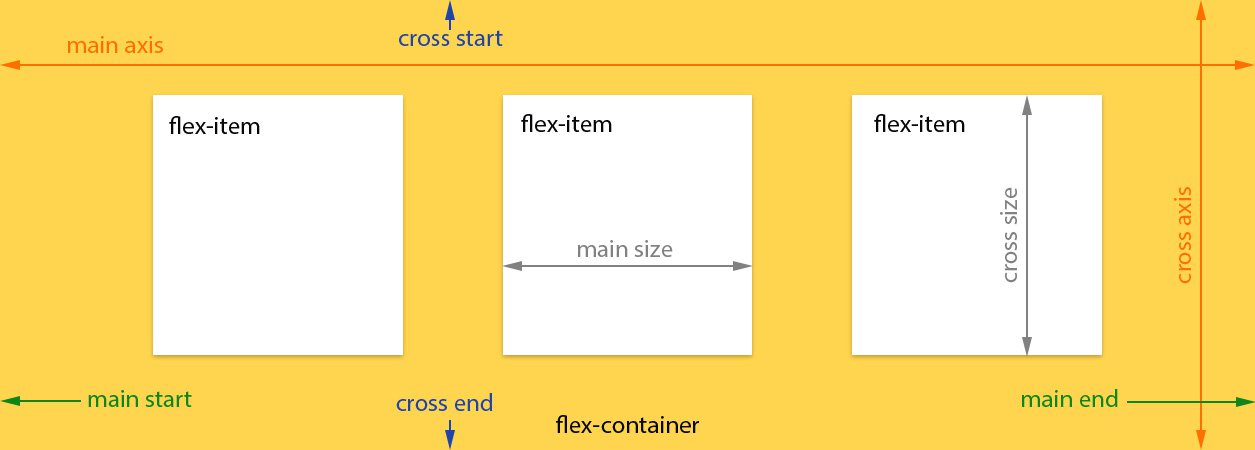 cross start
main axis
flex-item
flex-item
flex-item
main size
cross size
cross axis
main start
cross end
main end
flex-container